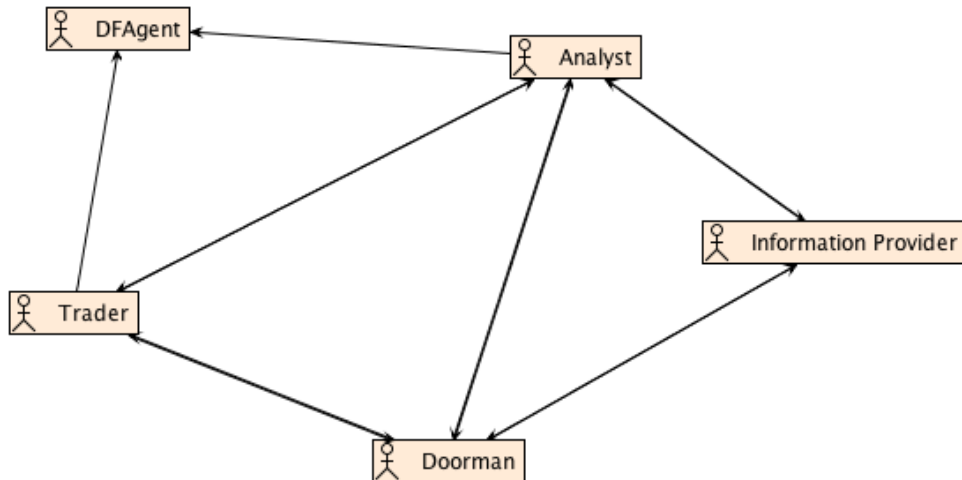 DFAgent
Analyst
Information Provider
Trader
Doorman